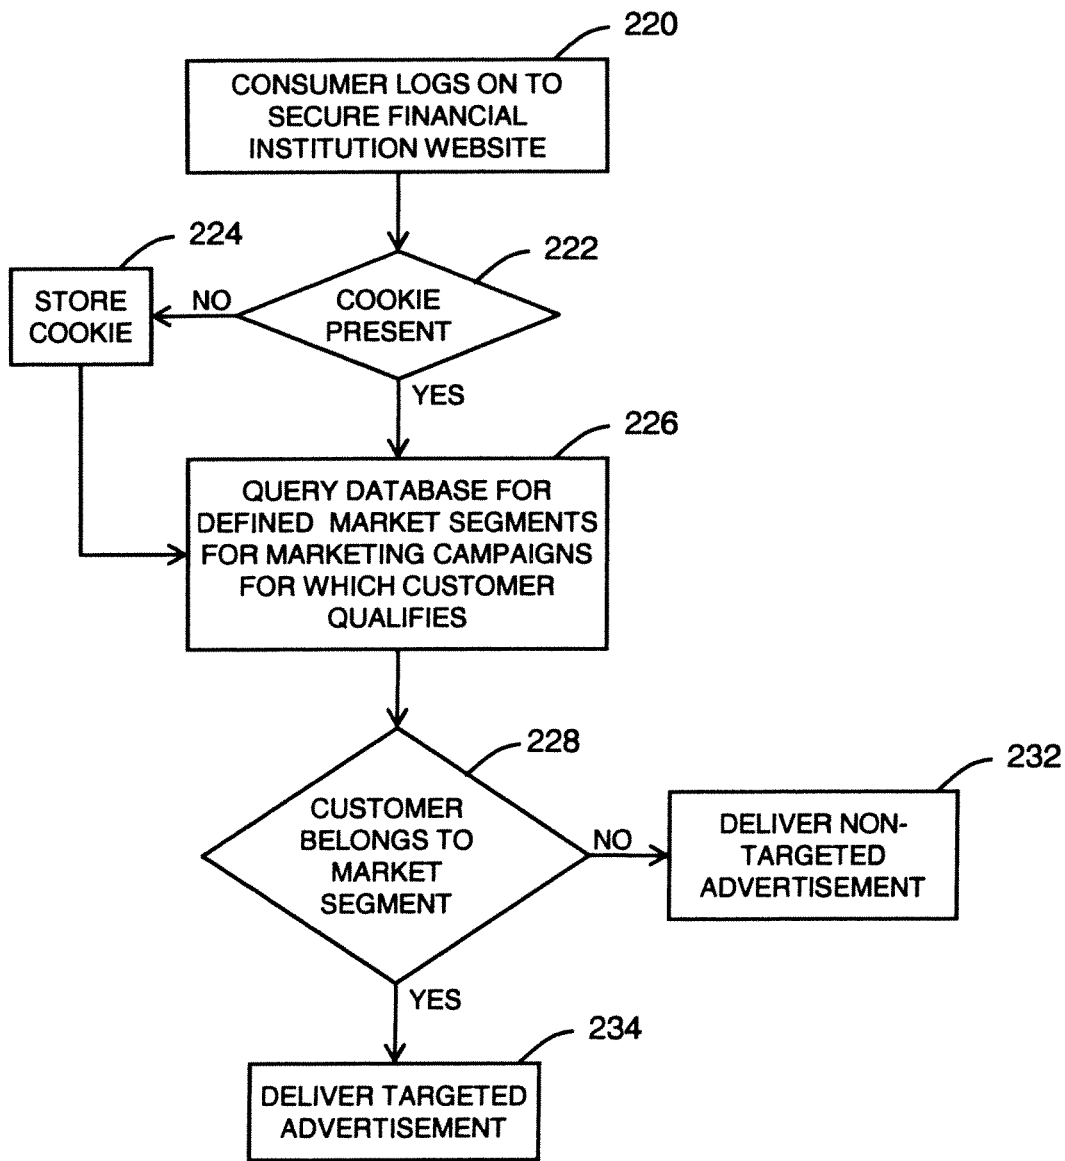 220
CONSUMER LOGS ON TO
SECURE FINANCIAL
INSTITUTION WEBSITE
224
222
STORE
COOKIE
NO
COOKIE
PRESENT
YES
226
QUERY DATABASE FOR
DEFINED MARKET SEGMENTS
FOR MARKETING CAMPAIGNS
FOR WHICH CUSTOMER
QUALIFIES
228
232
CUSTOMER
BELONGS TO
MARKET
SEGMENT
NO
DELIVER NON-
TARGETED
ADVERTISEMENT
YES
234
DELIVER TARGETED
ADVERTISEMENT